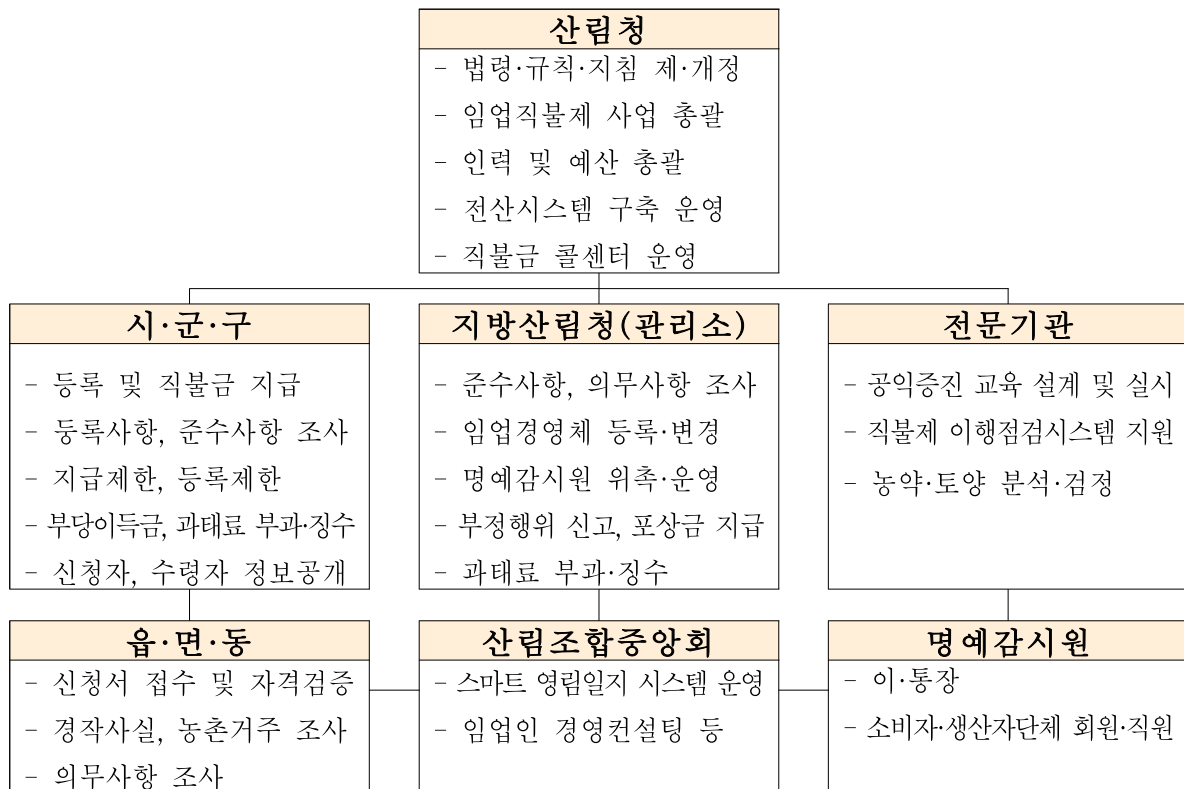 산림청
- 법령·규칙·지침 제·개정
- 임업직불제 사업 총괄
- 인력 및 예산 총괄
- 전산시스템 구축 운영
- 직불금 콜센터 운영
시·군·구
- 등록 및 직불금 지급
- 등록사항, 준수사항 조사
- 지급제한, 등록제한
- 부당이득금, 과태료 부과·징수
- 신청자, 수령자 정보공개
지방산림청(관리소)
- 준수사항, 의무사항 조사
- 임업경영체 등록·변경
- 명예감시원 위촉·운영
- 부정행위 신고, 포상금 지급
- 과태료 부과·징수
전문기관
- 공익증진 교육 설계 및 실시
- 직불제 이행점검시스템 지원
- 농약·토양 분석·검정
읍·면·동
- 신청서 접수 및 자격검증
- 경작사실, 농촌거주 조사
- 의무사항 조사
산림조합중앙회
- 스마트 영림일지 시스템 운영
- 임업인 경영컨설팅 등
명예감시원
- 이·통장
- 소비자·생산자단체 회원·직원